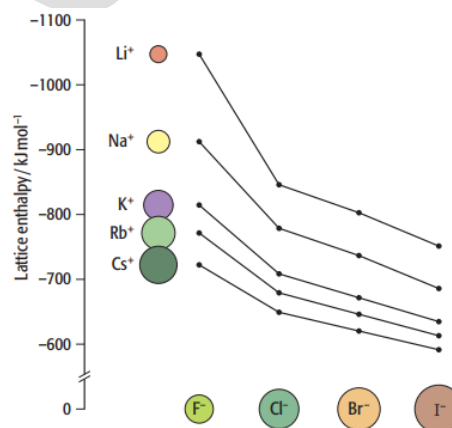 Lattice enthalpy / kJ mol⁻¹
–1100
–1000
–900
–800
–700
–600
0
Li⁺
Na⁺
K⁺
Rb⁺
Cs⁺
F⁻
Cl⁻
Br⁻
I⁻